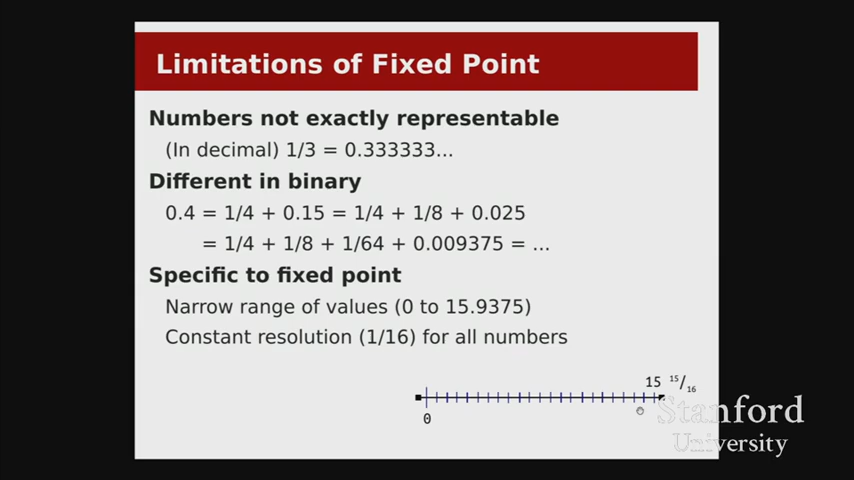 Limitations of Fixed Point
Numbers not exactly representable
(In decimal) 1/3 = 0.333333...
Different in binary
0.4 = 1/4 + 0.15 = 1/4 + 1/8 + 0.025
= 1/4 + 1/8 + 1/64 + 0.009375 = ...
Specific to fixed point
Narrow range of values (0 to 15.9375)
Constant resolution (1/16) for all numbers
15 15/16
0
Stanford
University